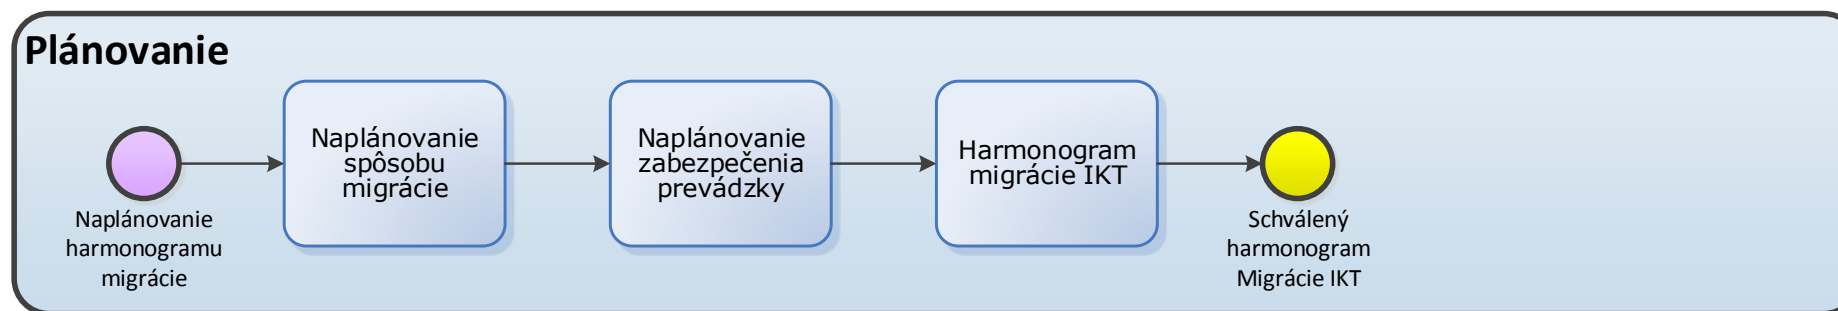 Plánovanie
Naplánovanie
harmonogramu
migrácie
Naplánovanie
spôsobu
migrácie
Naplánovanie
zabezpečenia
prevádzky
Harmonogram
migrácie IKT
Schválený
harmonogram
Migrácie IKT